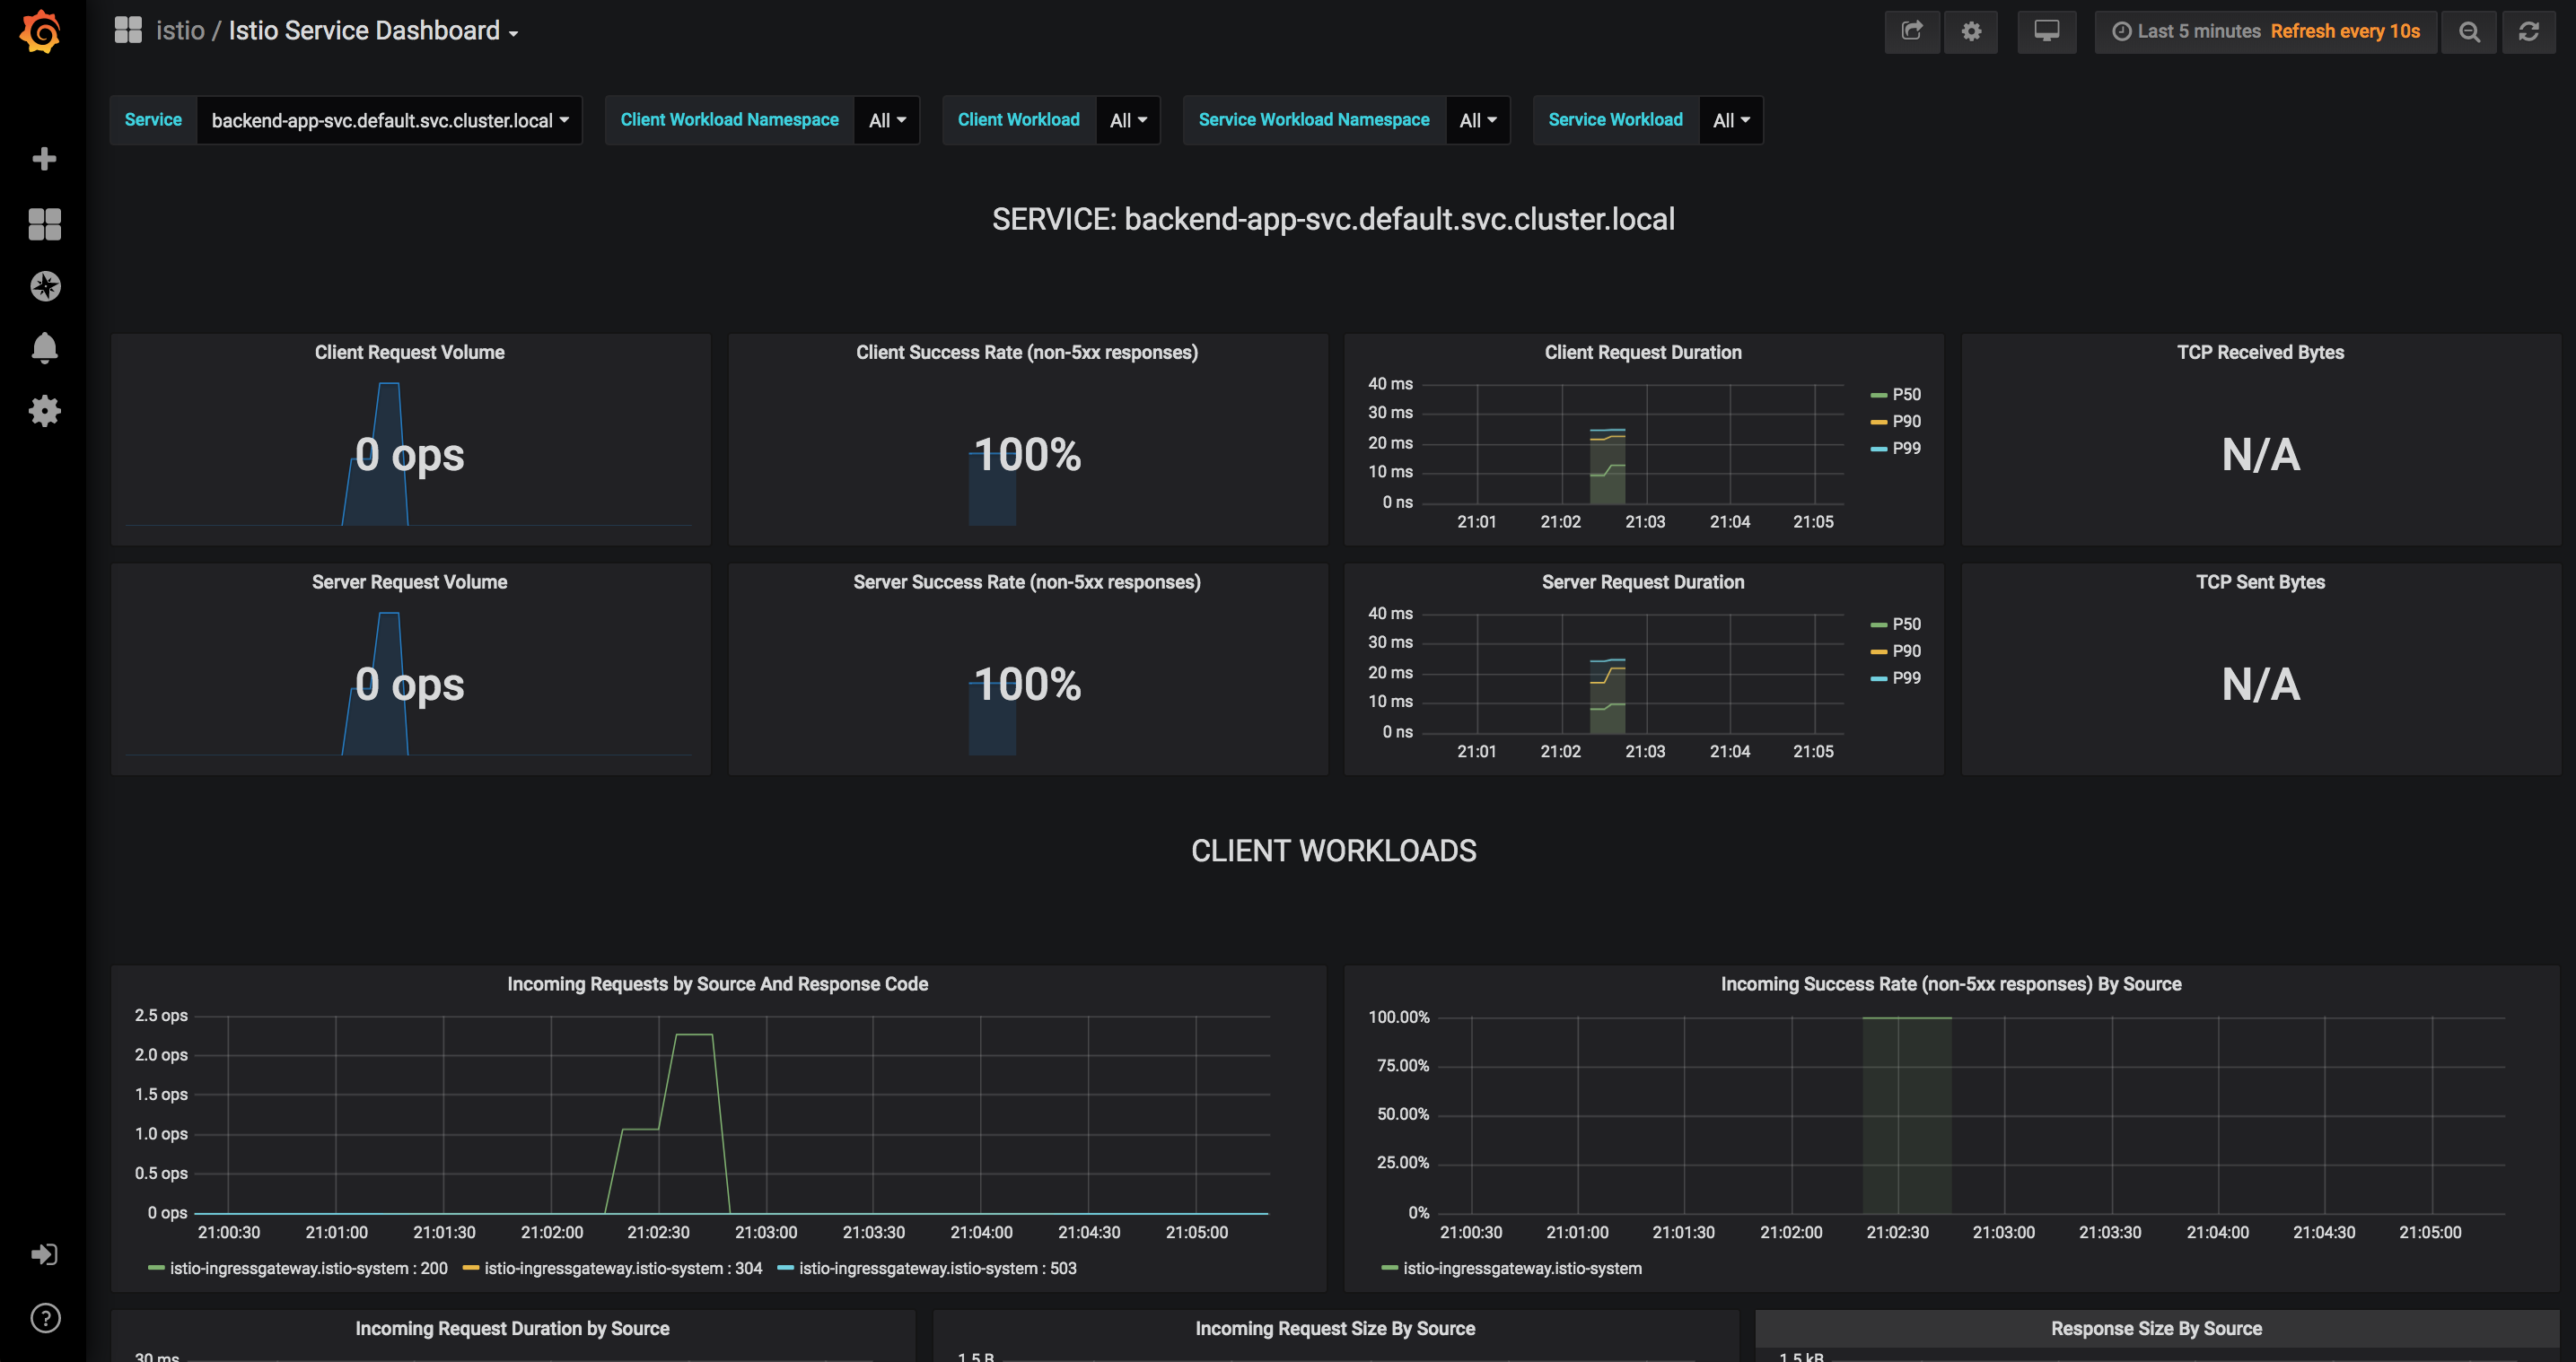 istio / Istio Service Dashboard
Last 5 minutes Refresh every 10s
Service backend-app-svc.default.svc.cluster.local Client Workload Namespace All Client Workload All Service Workload Namespace All Service Workload All
SERVICE: backend-app-svc.default.svc.cluster.local
Client Request Volume
0 ops
Client Success Rate (non-5xx responses)
100%
Client Request Duration
40 ms
30 ms
20 ms
10 ms
0 ns
21:01 21:02 21:03 21:04 21:05
P50
P90
P99
TCP Received Bytes
N/A
Server Request Volume
0 ops
Server Success Rate (non-5xx responses)
100%
Server Request Duration
40 ms
30 ms
20 ms
10 ms
0 ns
21:01 21:02 21:03 21:04 21:05
P50
P90
P99
TCP Sent Bytes
N/A
CLIENT WORKLOADS
Incoming Requests by Source And Response Code
2.5 ops
2.0 ops
1.5 ops
1.0 ops
0.5 ops
0 ops
21:00:30 21:01:00 21:01:30 21:02:00 21:02:30 21:03:00 21:03:30 21:04:00 21:04:30 21:05:00
istio-ingressgateway.istio-system : 200 istio-ingressgateway.istio-system : 304 istio-ingressgateway.istio-system : 503
Incoming Success Rate (non-5xx responses) By Source
100.00%
75.00%
50.00%
25.00%
0%
21:00:30 21:01:00 21:01:30 21:02:00 21:02:30 21:03:00 21:03:30 21:04:00 21:04:30 21:05:00
istio-ingressgateway.istio-system
Incoming Request Duration by Source
30 ms
Incoming Request Size By Source
1.5 B
Response Size By Source
1.5 kB